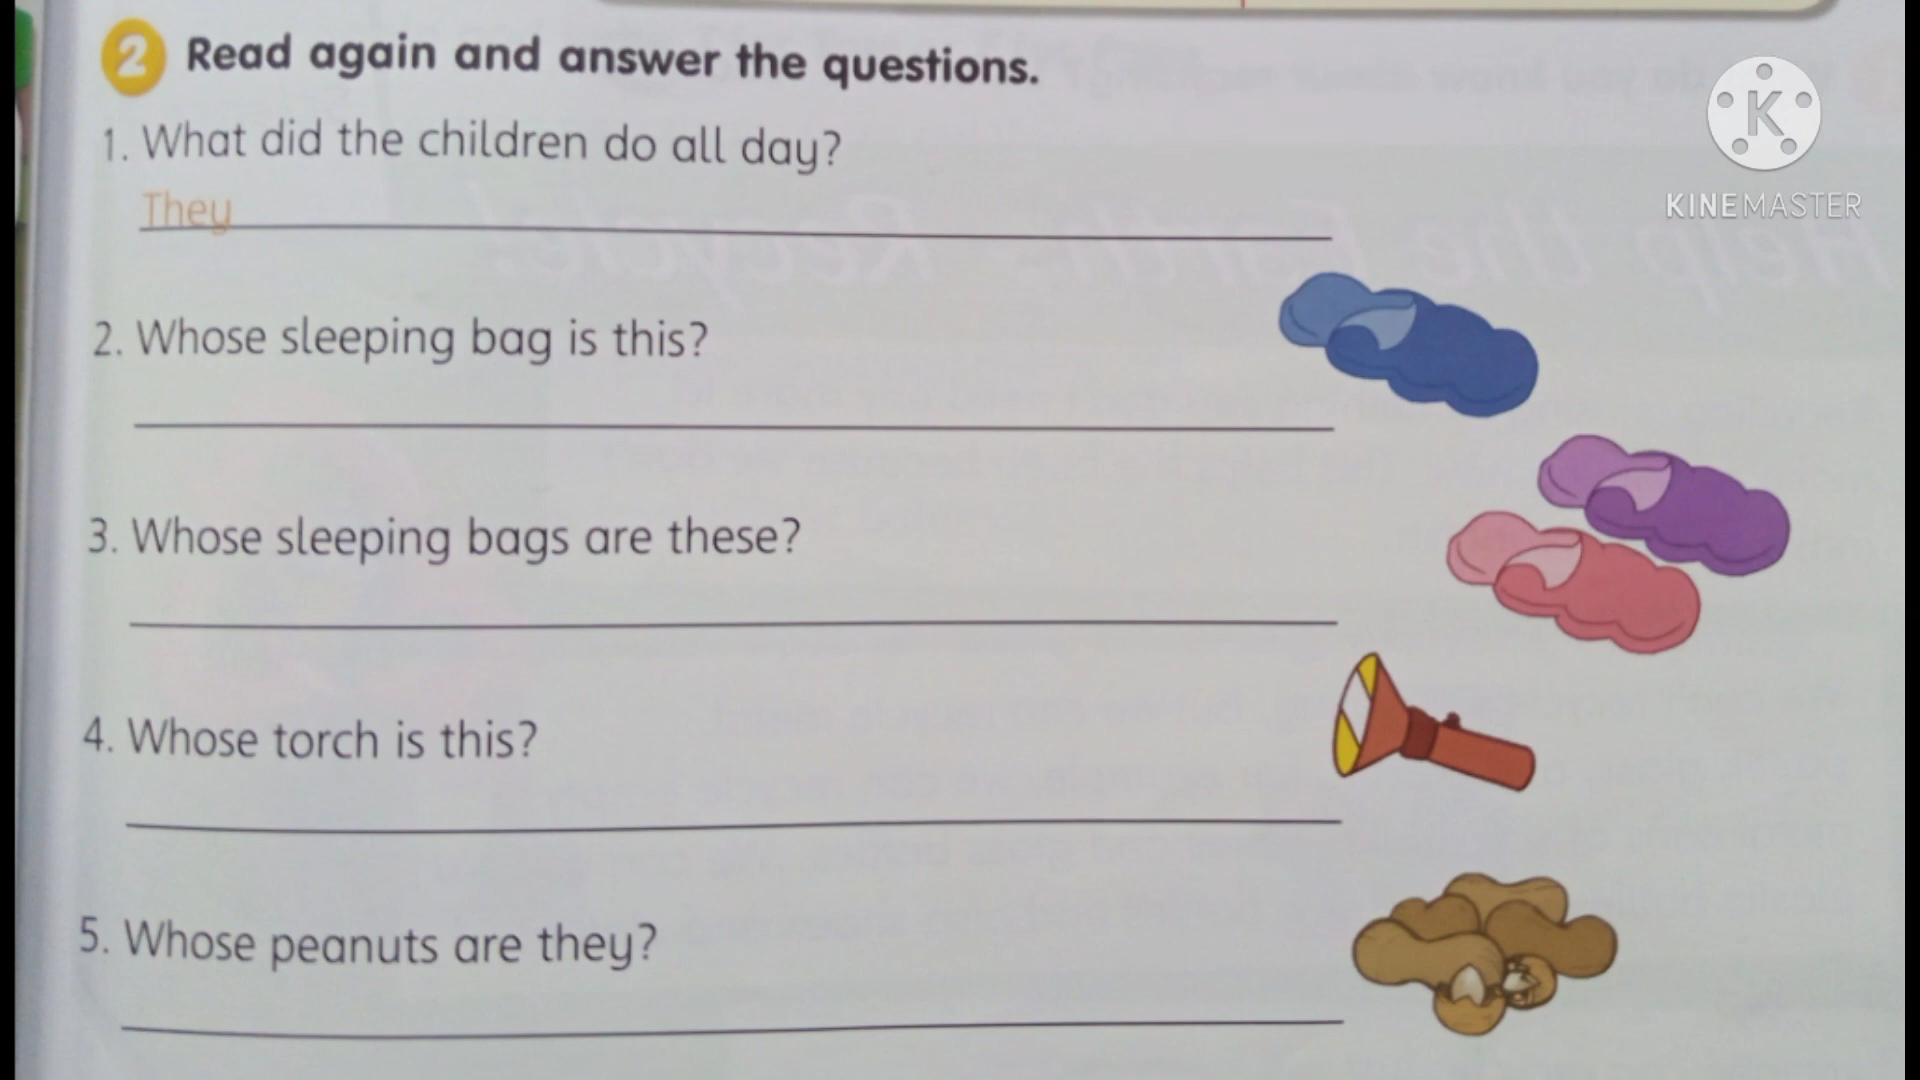 2 Read again and answer the questions.
1. What did the children do all day?
They
2. Whose sleeping bag is this?
3. Whose sleeping bags are these?
4. Whose torch is this?
5. Whose peanuts are they?
K
KINEMASTER